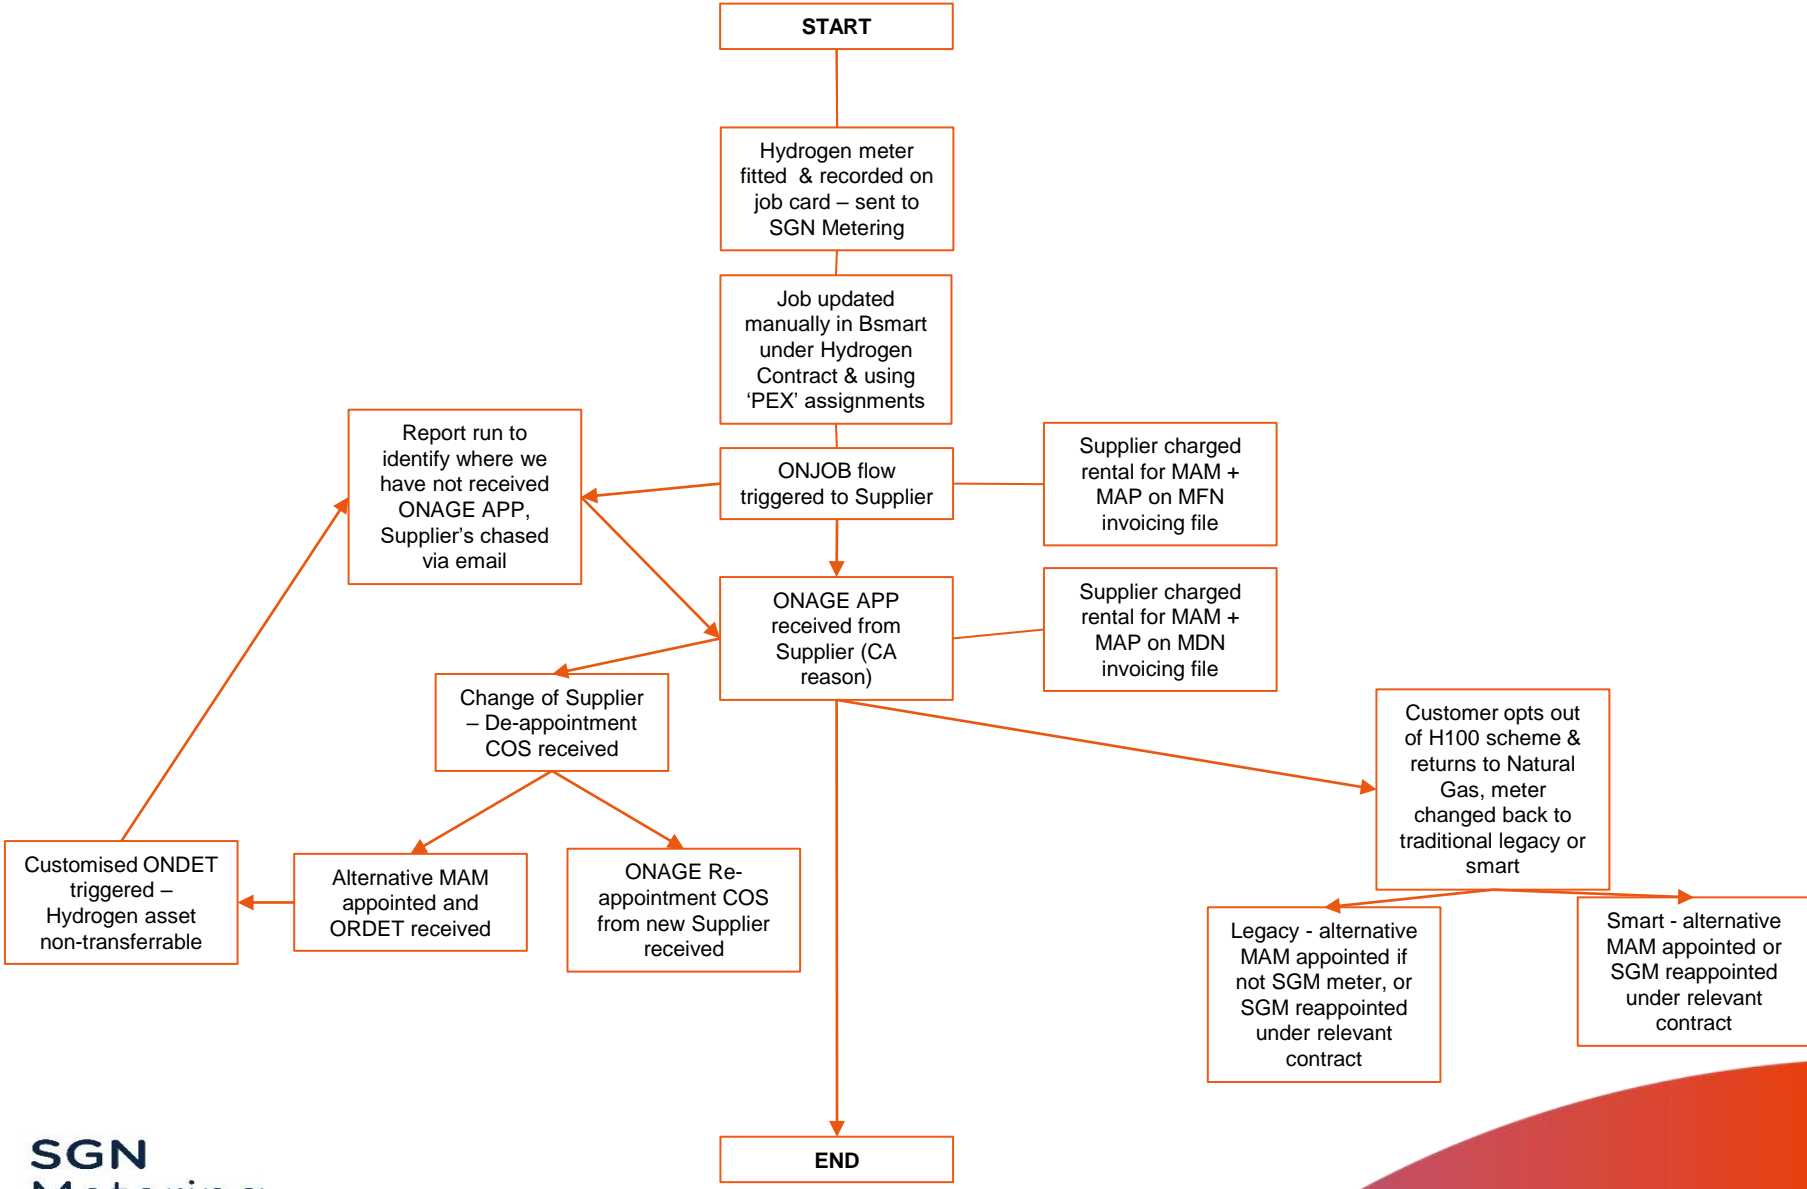 START
Hydrogen meter
fitted & recorded on
job card – sent to
SGN Metering
Job updated
manually in Bsmart
under Hydrogen
Contract & using
‘PEX’ assignments
Report run to
identify where we
have not received
ONAGE APP,
Supplier’s chased
via email
ONJOB flow
triggered to Supplier
Supplier charged
rental for MAM +
MAP on MFN
invoicing file
ONAGE APP
received from
Supplier (CA
reason)
Supplier charged
rental for MAM +
MAP on MDN
invoicing file
Change of Supplier
– De-appointment
COS received
Customer opts out
of H100 scheme &
returns to Natural
Gas, meter
changed back to
traditional legacy or
smart
Customised ONDET
triggered –
Hydrogen asset
non-transferrable
Alternative MAM
appointed and
ORDET received
ONAGE Re-
appointment COS
from new Supplier
received
Legacy - alternative
MAM appointed if
not SGM meter, or
SGM reappointed
under relevant
contract
Smart - alternative
MAM appointed or
SGM reappointed
under relevant
contract
END
SGN
Metering